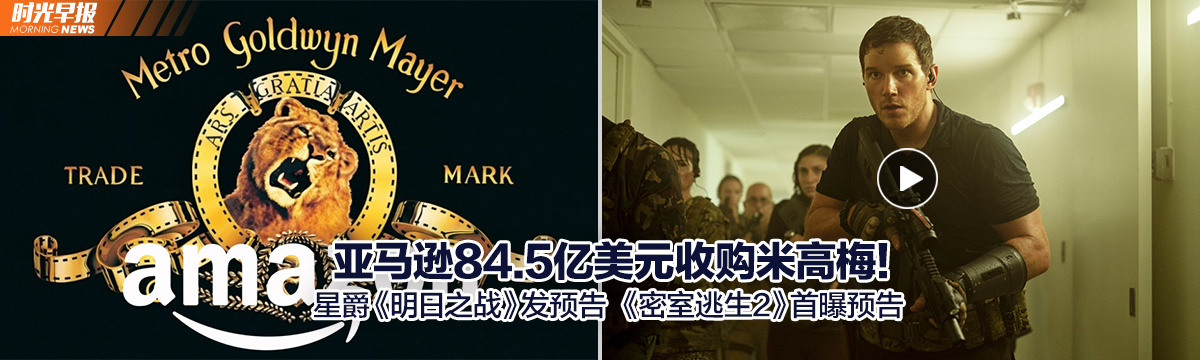 时光早报
MORNING NEWS
Metro Goldwyn Mayer
ARS GRATIA ARTIS
TRADE MARK
ama
亚马逊84.5亿美元收购米高梅!
星爵《明日之战》发预告 《密室逃生2》首曝预告